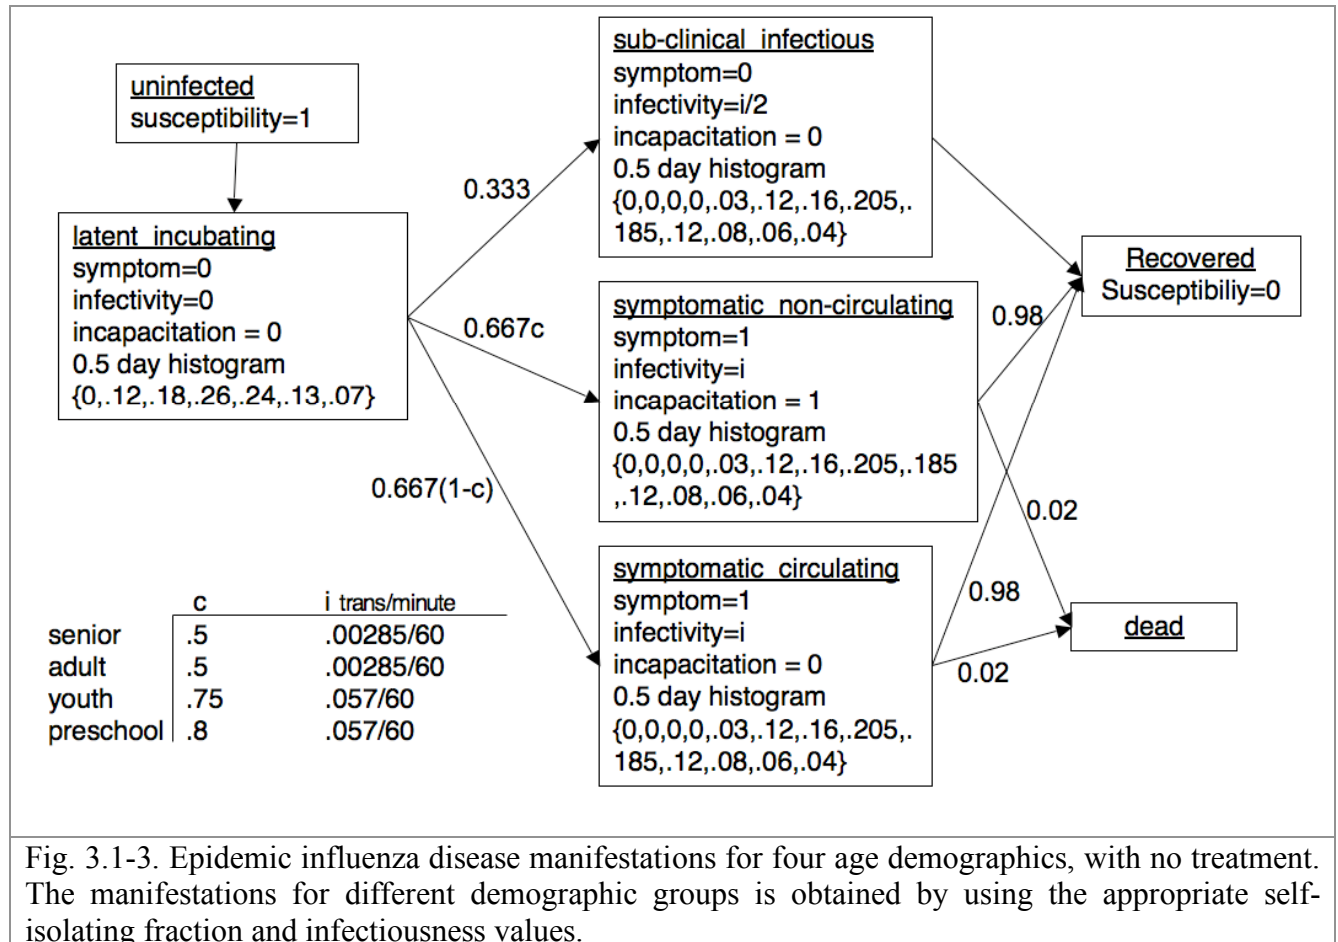 uninfected
susceptibility=1
latent incubating
symptom=0
infectivity=0
incapacitation = 0
0.5 day histogram
{0,.12,.18,.26,.24,.13,.07}
0.333
0.667c
0.667(1-c)
sub-clinical infectious
symptom=0
infectivity=i/2
incapacitation = 0
0.5 day histogram
{0,0,0,0,.03,.12,.16,.205,.
185,.12,.08,.06,.04}
symptomatic non-circulating
symptom=1
infectivity=i
incapacitation = 1
0.5 day histogram
{0,0,0,0,.03,.12,.16,.205,.185
,.12,.08,.06,.04}
symptomatic circulating
symptom=1
infectivity=i
incapacitation = 0
0.5 day histogram
{0,0,0,0,.03,.12,.16,.205,.
185,.12,.08,.06,.04}
0.98
0.02
0.98
0.02
Recovered
Susceptibiliy=0
dead
c i trans/minute
senior .5 .00285/60
adult .5 .00285/60
youth .75 .057/60
preschool .8 .057/60
Fig. 3.1-3. Epidemic influenza disease manifestations for four age demographics, with no treatment.
The manifestations for different demographic groups is obtained by using the appropriate self-
isolating fraction and infectiousness values.